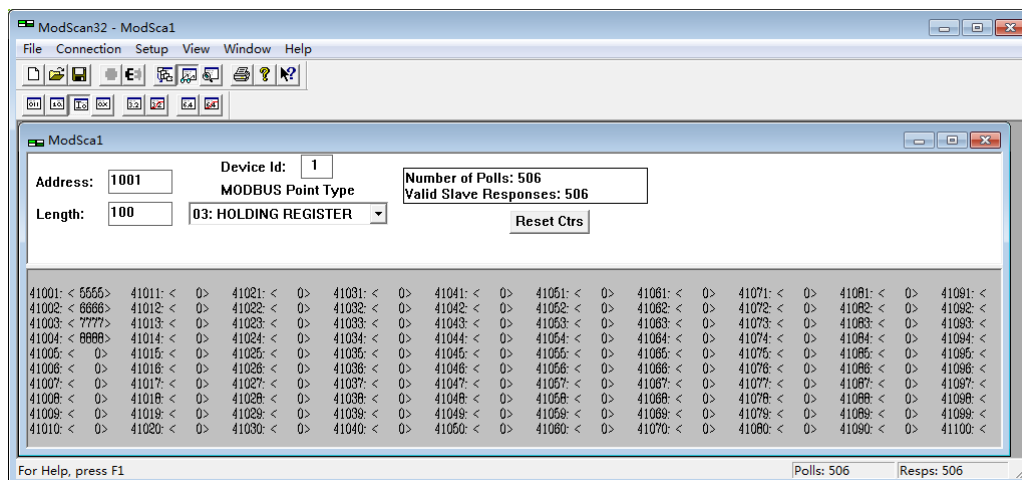 ModScan32 - ModSca1
File Connection Setup View Window Help
ModSca1
Address: 1001
Device Id: 1
MODBUS Point Type
Length: 100
03: HOLDING REGISTER
Number of Polls: 506
Valid Slave Responses: 506
Reset Ctrs
41001: < 5555> 41011: < 0> 41021: < 0> 41031: < 0> 41041: < 0> 41051: < 0> 41061: < 0> 41071: < 0> 41081: < 0> 41091: <
41002: < 6666> 41012: < 0> 41022: < 0> 41032: < 0> 41042: < 0> 41052: < 0> 41062: < 0> 41072: < 0> 41082: < 0> 41092: <
41003: < 7777> 41013: < 0> 41023: < 0> 41033: < 0> 41043: < 0> 41053: < 0> 41063: < 0> 41073: < 0> 41083: < 0> 41093: <
41004: < 8888> 41014: < 0> 41024: < 0> 41034: < 0> 41044: < 0> 41054: < 0> 41064: < 0> 41074: < 0> 41084: < 0> 41094: <
41005: < 0> 41015: < 0> 41025: < 0> 41035: < 0> 41045: < 0> 41055: < 0> 41065: < 0> 41075: < 0> 41085: < 0> 41095: <
41006: < 0> 41016: < 0> 41026: < 0> 41036: < 0> 41046: < 0> 41056: < 0> 41066: < 0> 41076: < 0> 41086: < 0> 41096: <
41007: < 0> 41017: < 0> 41027: < 0> 41037: < 0> 41047: < 0> 41057: < 0> 41067: < 0> 41077: < 0> 41087: < 0> 41097: <
41008: < 0> 41018: < 0> 41028: < 0> 41038: < 0> 41048: < 0> 41058: < 0> 41068: < 0> 41078: < 0> 41088: < 0> 41098: <
41009: < 0> 41019: < 0> 41029: < 0> 41039: < 0> 41049: < 0> 41059: < 0> 41069: < 0> 41079: < 0> 41089: < 0> 41099: <
41010: < 0> 41020: < 0> 41030: < 0> 41040: < 0> 41050: < 0> 41060: < 0> 41070: < 0> 41080: < 0> 41090: < 0> 41100: <
For Help, press F1
Polls: 506
Resps: 506